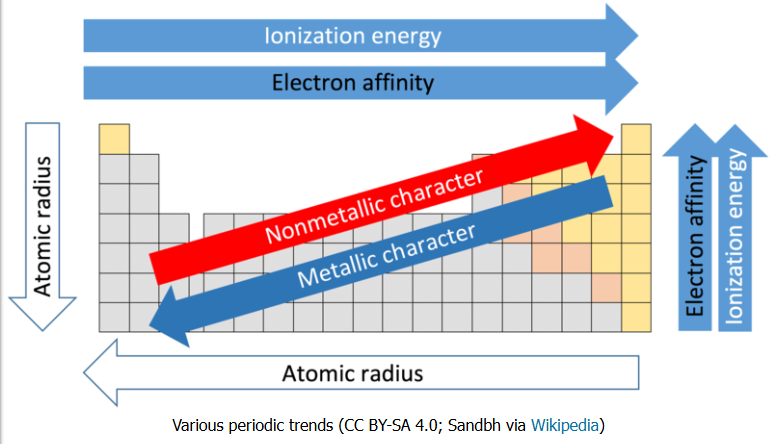 Ionization energy
Electron affinity
Atomic radius
Nonmetallic character
Metallic character
Electron affinity
Ionization energy
Atomic radius
Various periodic trends (CC BY-SA 4.0; Sandbh via Wikipedia)